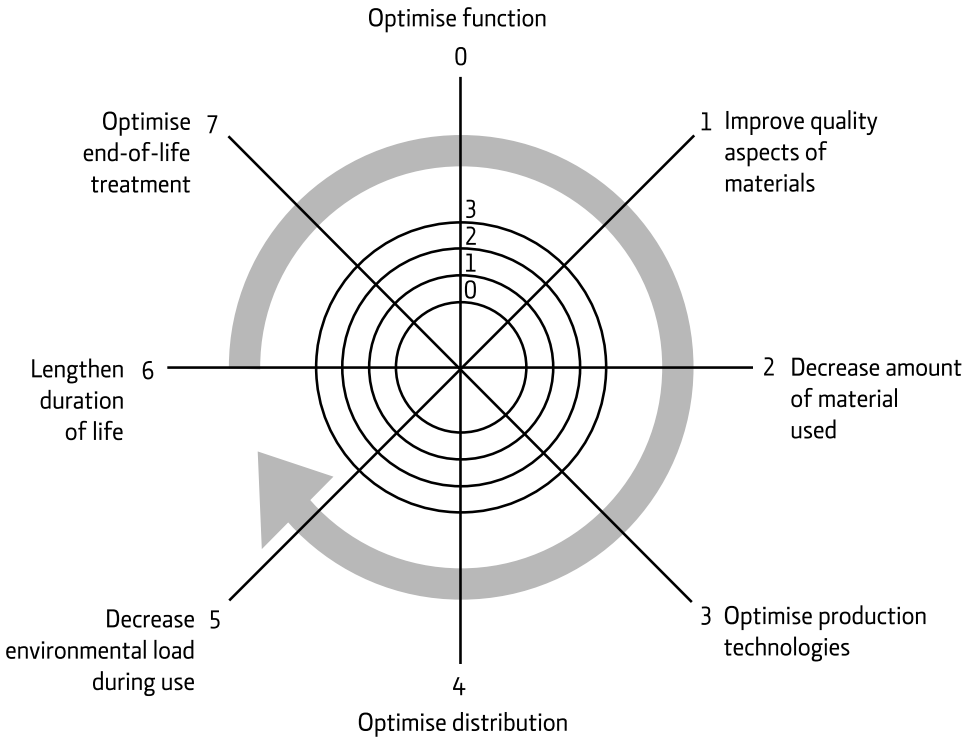 Optimise function
0
1 Improve quality
aspects of
materials
2 Decrease amount
of material
used
3 Optimise production
technologies
4
Optimise distribution
Decrease 5
environmental load
during use
Lengthen 6
duration
of life
Optimise 7
end-of-life
treatment
3
2
1
0